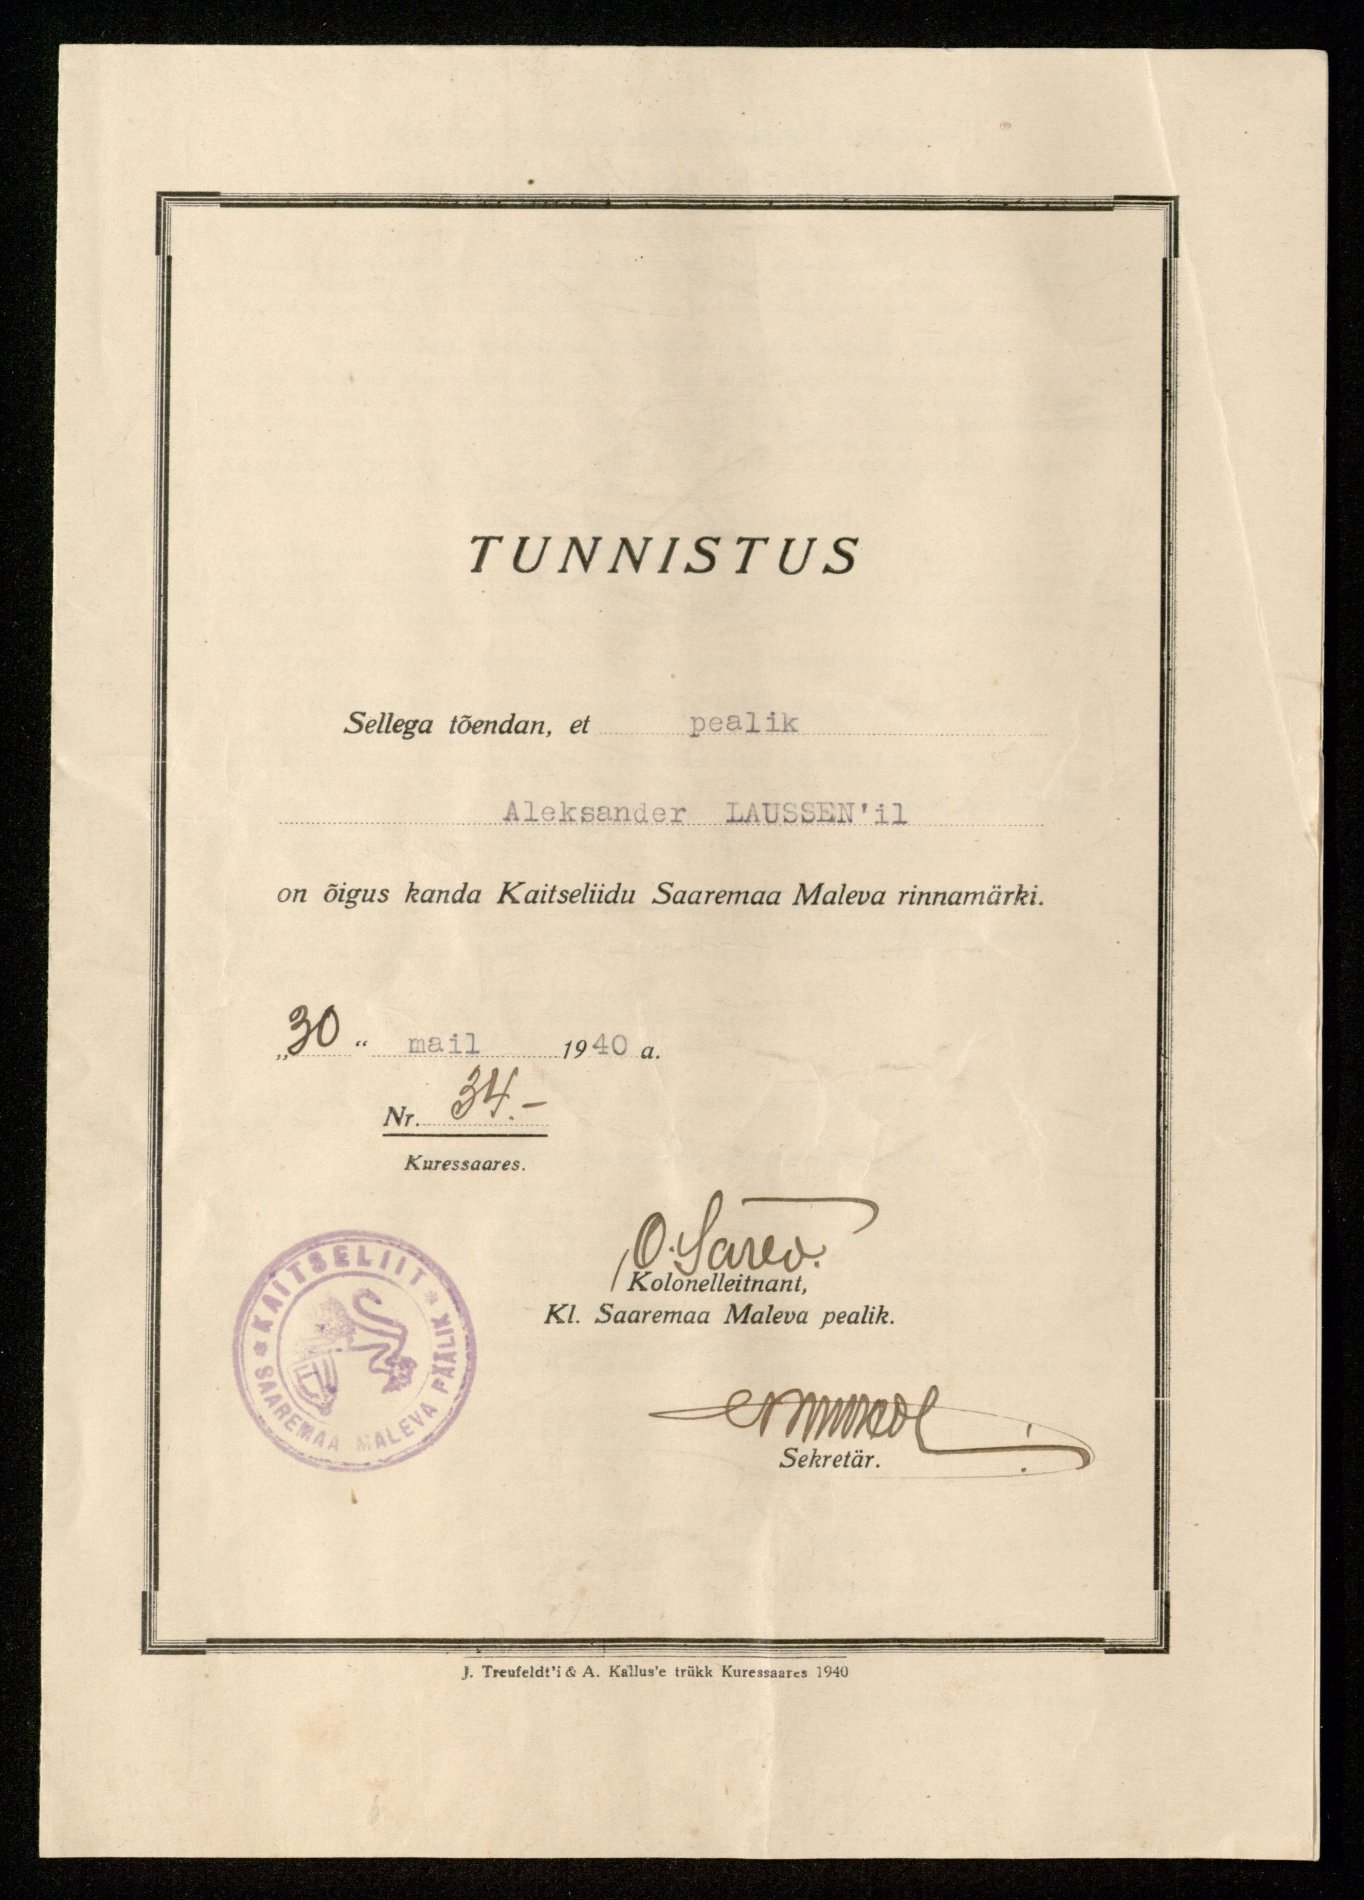 TUNNISTUS
Sellega tõendan, et pealik
Aleksander LAUSSEN'il
on õigus kanda Kaitseliidu Saaremaa Maleva rinnamärki.
„30“ mail 1940 a.
Nr. 34.-
Kuressaares.
KAITSELIIT
SAAREMAA MALEVA PÄÄLIK
O. Sarev.
Kolonelleitnant,
Kl. Saaremaa Maleva pealik.
Sekretär.
J. Treufeldt'i & A. Kallus'e trükk Kuressaares 1940